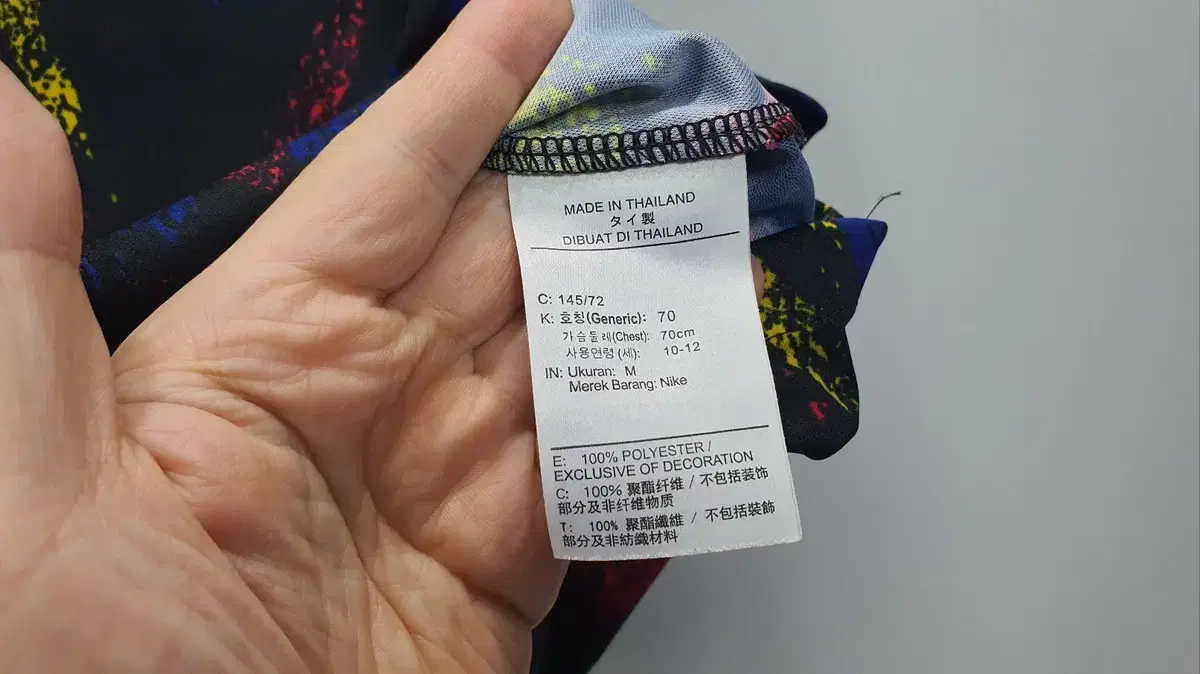 MADE IN THAILAND
タイ製
DIBUAT DI THAILAND
C: 145/72
K: 호칭(Generic): 70
가슴둘레(Chest): 70cm
사용연령(세): 10-12
IN: Ukuran: M
Merek Barang: Nike
E: 100% POLYESTER /
EXCLUSIVE OF DECORATION
C: 100% 聚酯纤维 / 不包括装饰
部分及非纤维物质
T: 100% 聚酯纖維 / 不包括裝飾
部分及非紡織材料